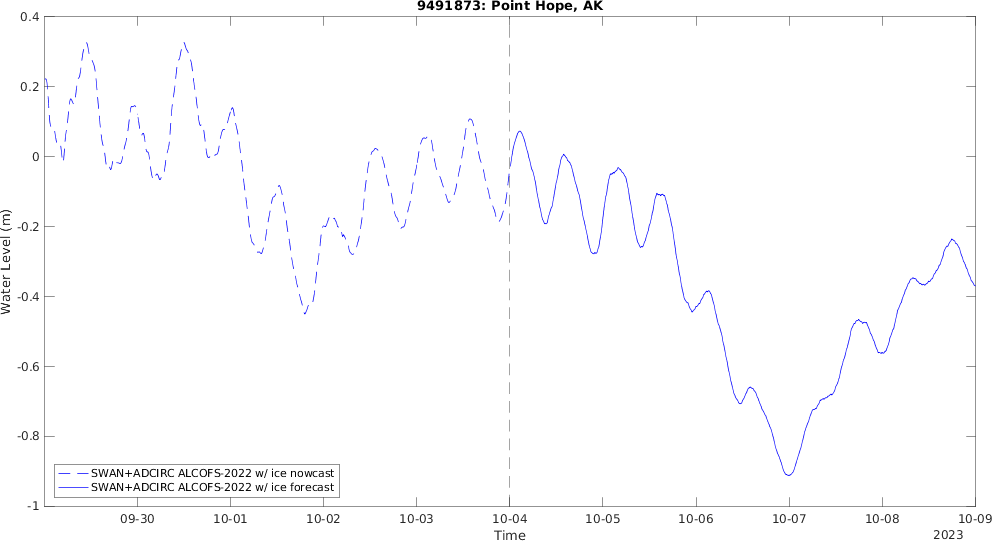 9491873: Point Hope, AK
0.4
0.2
0
-0.2
-0.4
-0.6
-0.8
-1
Water Level (m)
SWAN+ADCIRC ALCOFS-2022 w/ ice nowcast
SWAN+ADCIRC ALCOFS-2022 w/ ice forecast
09-30 10-01 10-02 10-03 10-04 10-05 10-06 10-07 10-08 10-09
Time
2023